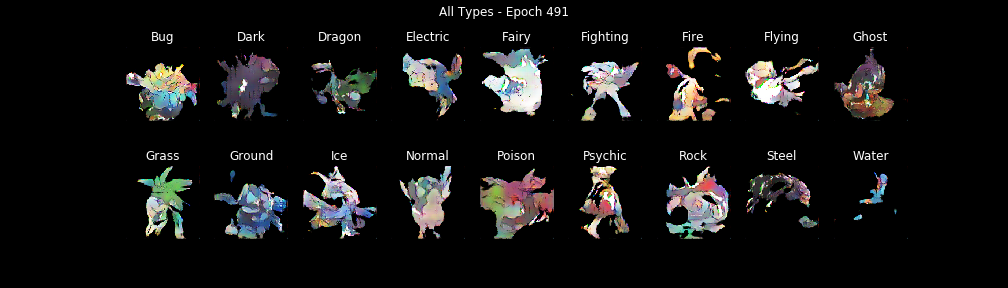 All Types - Epoch 491
Bug Dark Dragon Electric Fairy Fighting Fire Flying Ghost
Grass Ground Ice Normal Poison Psychic Rock Steel Water